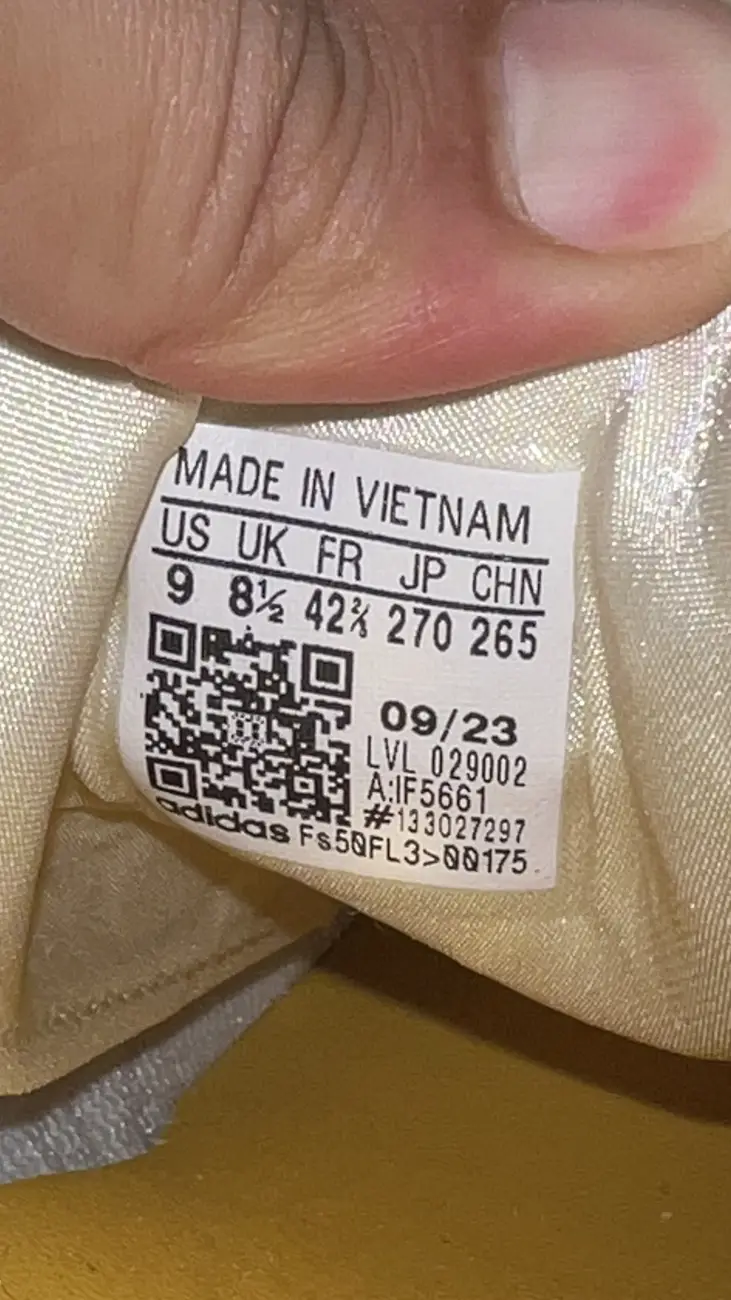 MADE IN VIETNAM
US UK FR JP CHN
9 8½ 42⅔ 270 265
09/23
LVL 029002
A:IF5661
#133027297
adidas Fs50FL3>00175